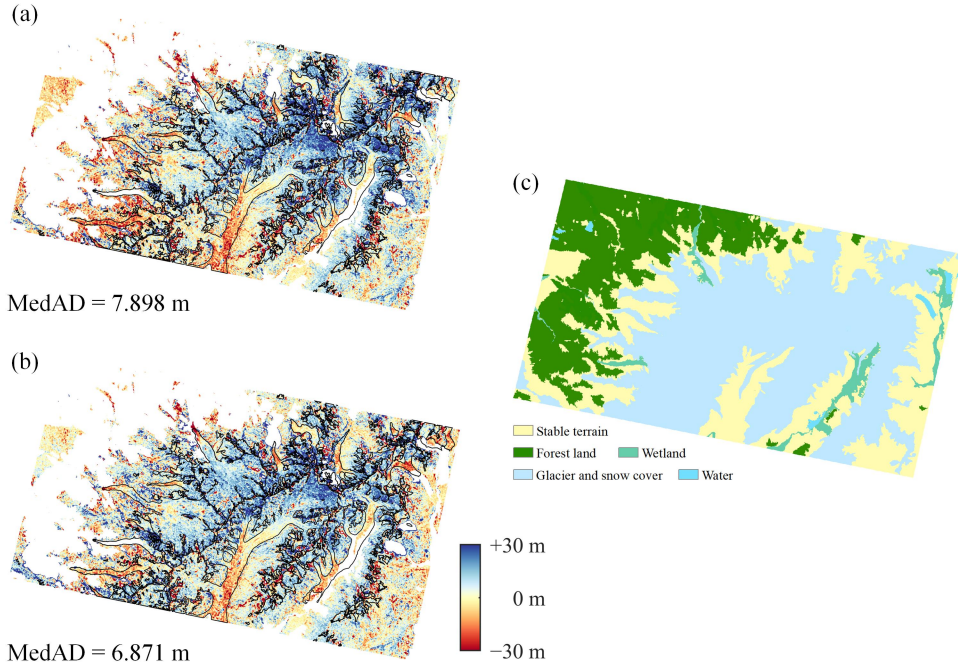 (a)
MedAD = 7.898 m
(b)
MedAD = 6.871 m
+30 m
0 m
−30 m
(c)
Stable terrain
Forest land Wetland
Glacier and snow cover Water